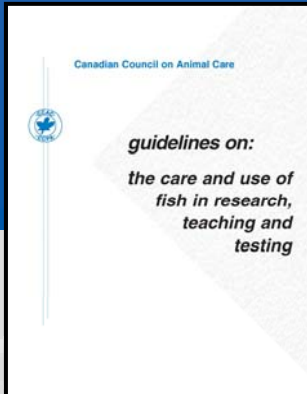 Canadian Council on Animal Care
guidelines on:
the care and use of
fish in research,
teaching and
testing